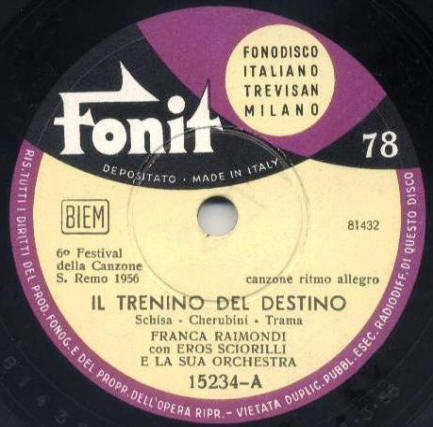 FONODISCO
ITALIANO
TREVISAN
MILANO
Fonit
78
DEPOSITATO · MADE IN ITALY
BIEM
81432
6º Festival
della Canzone
S. Remo 1956
canzone ritmo allegro
IL TRENINO DEL DESTINO
Schisa - Cherubini - Trama
FRANCA RAIMONDI
con EROS SCIORILLI
E LA SUA ORCHESTRA
15234-A
RIS. TUTTI I DIRITTI DEL PROD. FONOG. E DEL PROPR. DELL'OPERA RIPR. - VIETATA DUPLIC. PUBBL. ESEC. RADIODIFF. DI QUESTO DISCO